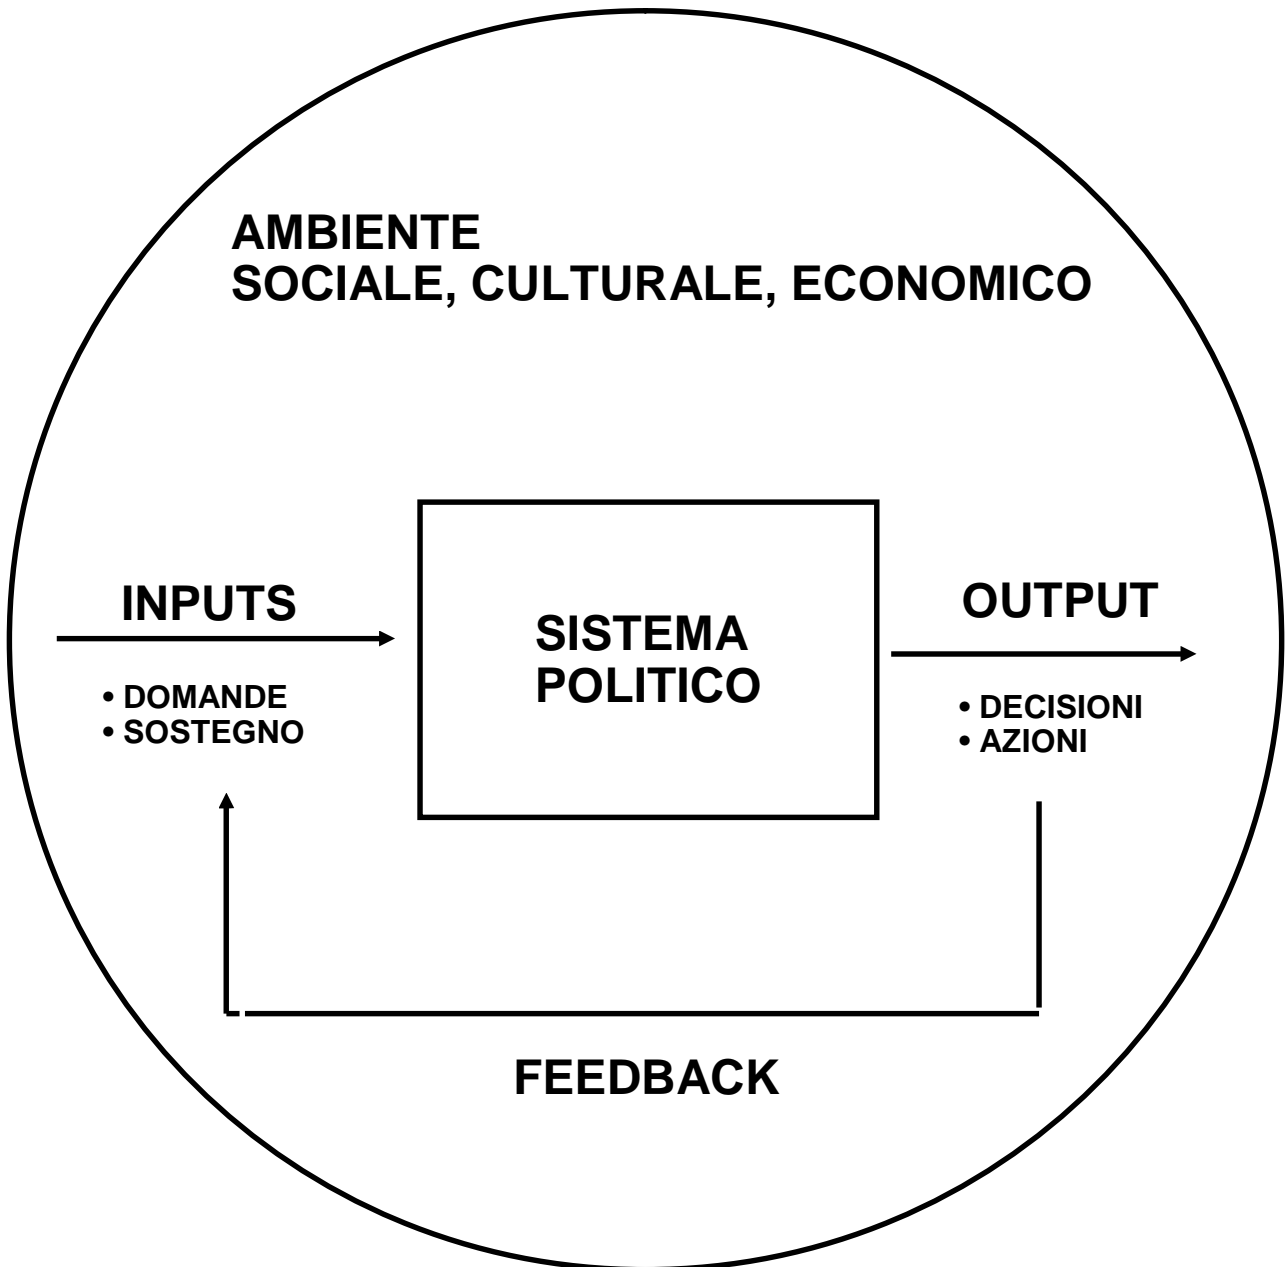 AMBIENTE
SOCIALE, CULTURALE, ECONOMICO
INPUTS
• DOMANDE
• SOSTEGNO
SISTEMA
POLITICO
OUTPUT
• DECISIONI
• AZIONI
FEEDBACK